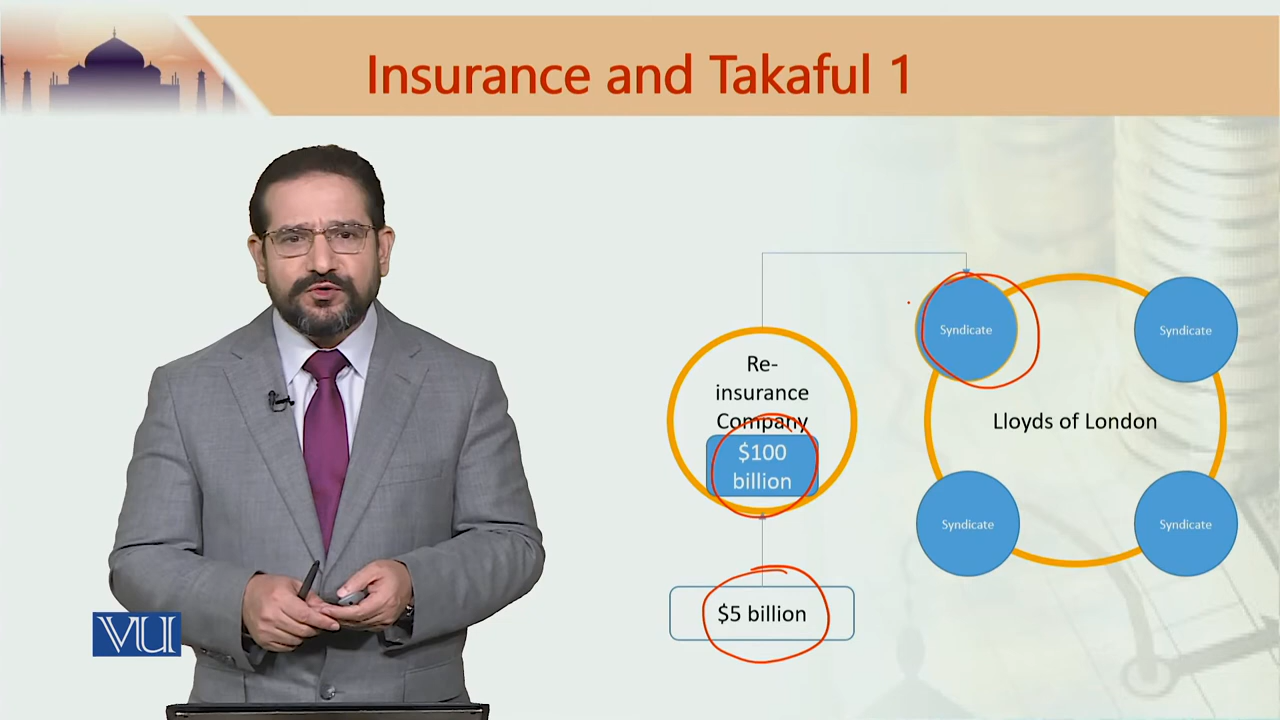 Insurance and Takaful 1
Syndicate
Syndicate
Re-
insurance
Company
$100
billion
Lloyds of London
Syndicate
Syndicate
$5 billion
VU